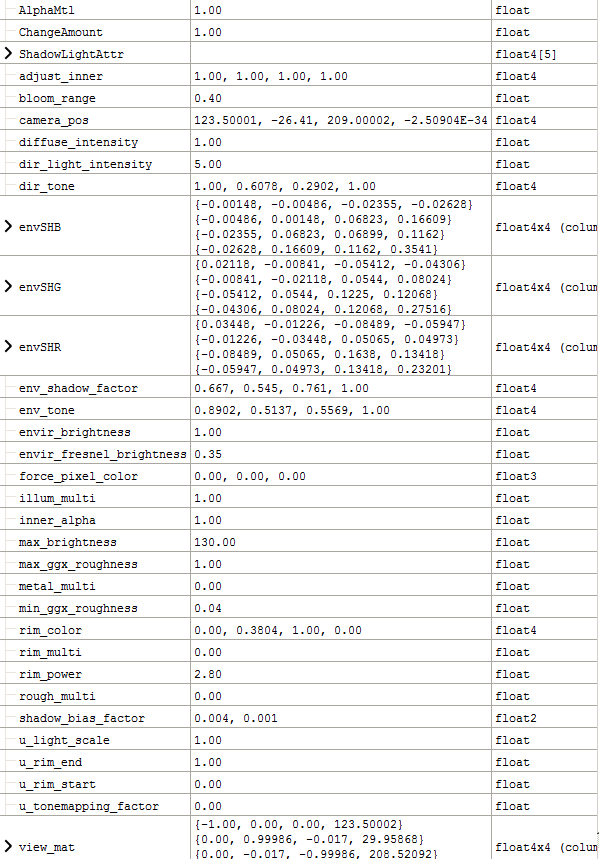 AlphaMtl 1.00 float
ChangeAmount 1.00 float
ShadowLightAttr float4[5]
adjust_inner 1.00, 1.00, 1.00, 1.00 float4
bloom_range 0.40 float
camera_pos 123.50001, -26.41, 209.00002, -2.50904E-34 float4
diffuse_intensity 1.00 float
dir_light_intensity 5.00 float
dir_tone 1.00, 0.6078, 0.2902, 1.00 float4
{-0.00148, -0.00486, -0.02355, -0.02628}
{-0.00486, 0.00148, 0.06823, 0.16609}
envSHB float4x4 (colum
{-0.02355, 0.06823, 0.06899, 0.1162}
{-0.02628, 0.16609, 0.1162, 0.3541}
{0.02118, -0.00841, -0.05412, -0.04306}
{-0.00841, -0.02118, 0.0544, 0.08024}
envSHG float4x4 (colum
{-0.05412, 0.0544, 0.1225, 0.12068}
{-0.04306, 0.08024, 0.12068, 0.27516}
{0.03448, -0.01226, -0.08489, -0.05947}
{-0.01226, -0.03448, 0.05065, 0.04973}
envSHR float4x4 (colum
{-0.08489, 0.05065, 0.1638, 0.13418}
{-0.05947, 0.04973, 0.13418, 0.23201}
env_shadow_factor 0.667, 0.545, 0.761, 1.00 float4
env_tone 0.8902, 0.5137, 0.5569, 1.00 float4
envir_brightness 1.00 float
envir_fresnel_brightness 0.35 float
force_pixel_color 0.00, 0.00, 0.00 float3
illum_multi 1.00 float
inner_alpha 1.00 float
max_brightness 130.00 float
max_ggx_roughness 1.00 float
metal_multi 0.00 float
min_ggx_roughness 0.04 float
rim_color 0.00, 0.3804, 1.00, 0.00 float4
rim_multi 0.00 float
rim_power 2.80 float
rough_multi 0.00 float
shadow_bias_factor 0.004, 0.001 float2
u_light_scale 1.00 float
u_rim_end 1.00 float
u_rim_start 0.00 float
u_tonemapping_factor 0.00 float
{-1.00, 0.00, 0.00, 123.50002}
{0.00, 0.99986, -0.017, 29.95868}
view_mat float4x4 (colum
{0.00, -0.017, -0.99986, 208.52092}